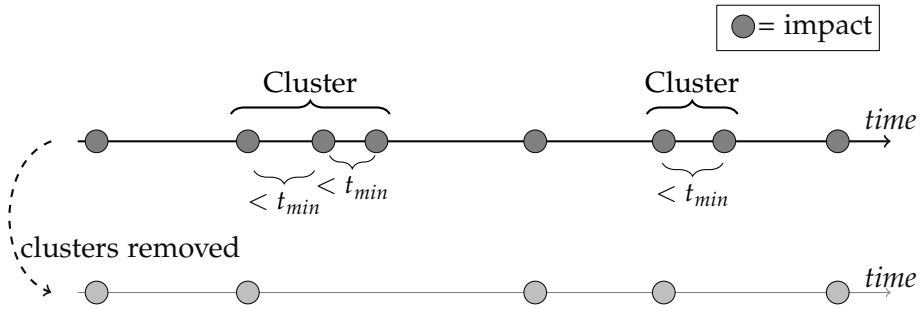 = impact
Cluster
Cluster
time
< t_min
< t_min
< t_min
clusters removed
time